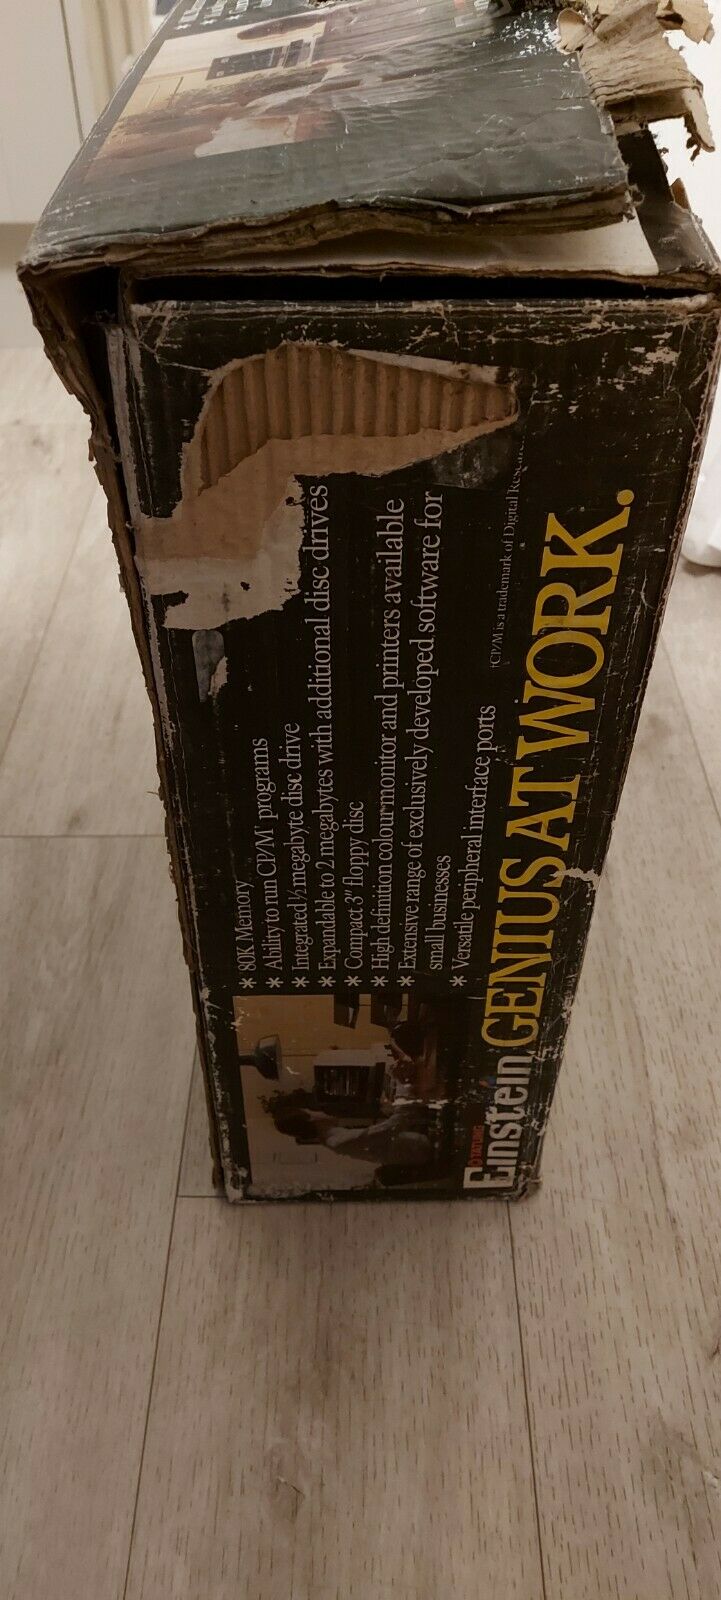 * 80K Memory
* Ability to run CP/M† programs
* Integrated ½ megabyte disc drive
* Expandable to 2 megabytes with additional disc drives
* Compact 3" floppy disc
* High definition colour monitor and printers available
* Extensive range of exclusively developed software for
small businesses
* Versatile peripheral interface ports
†CP/M is a trademark of Digital
TATUNG
Einstein GENIUS AT WORK.